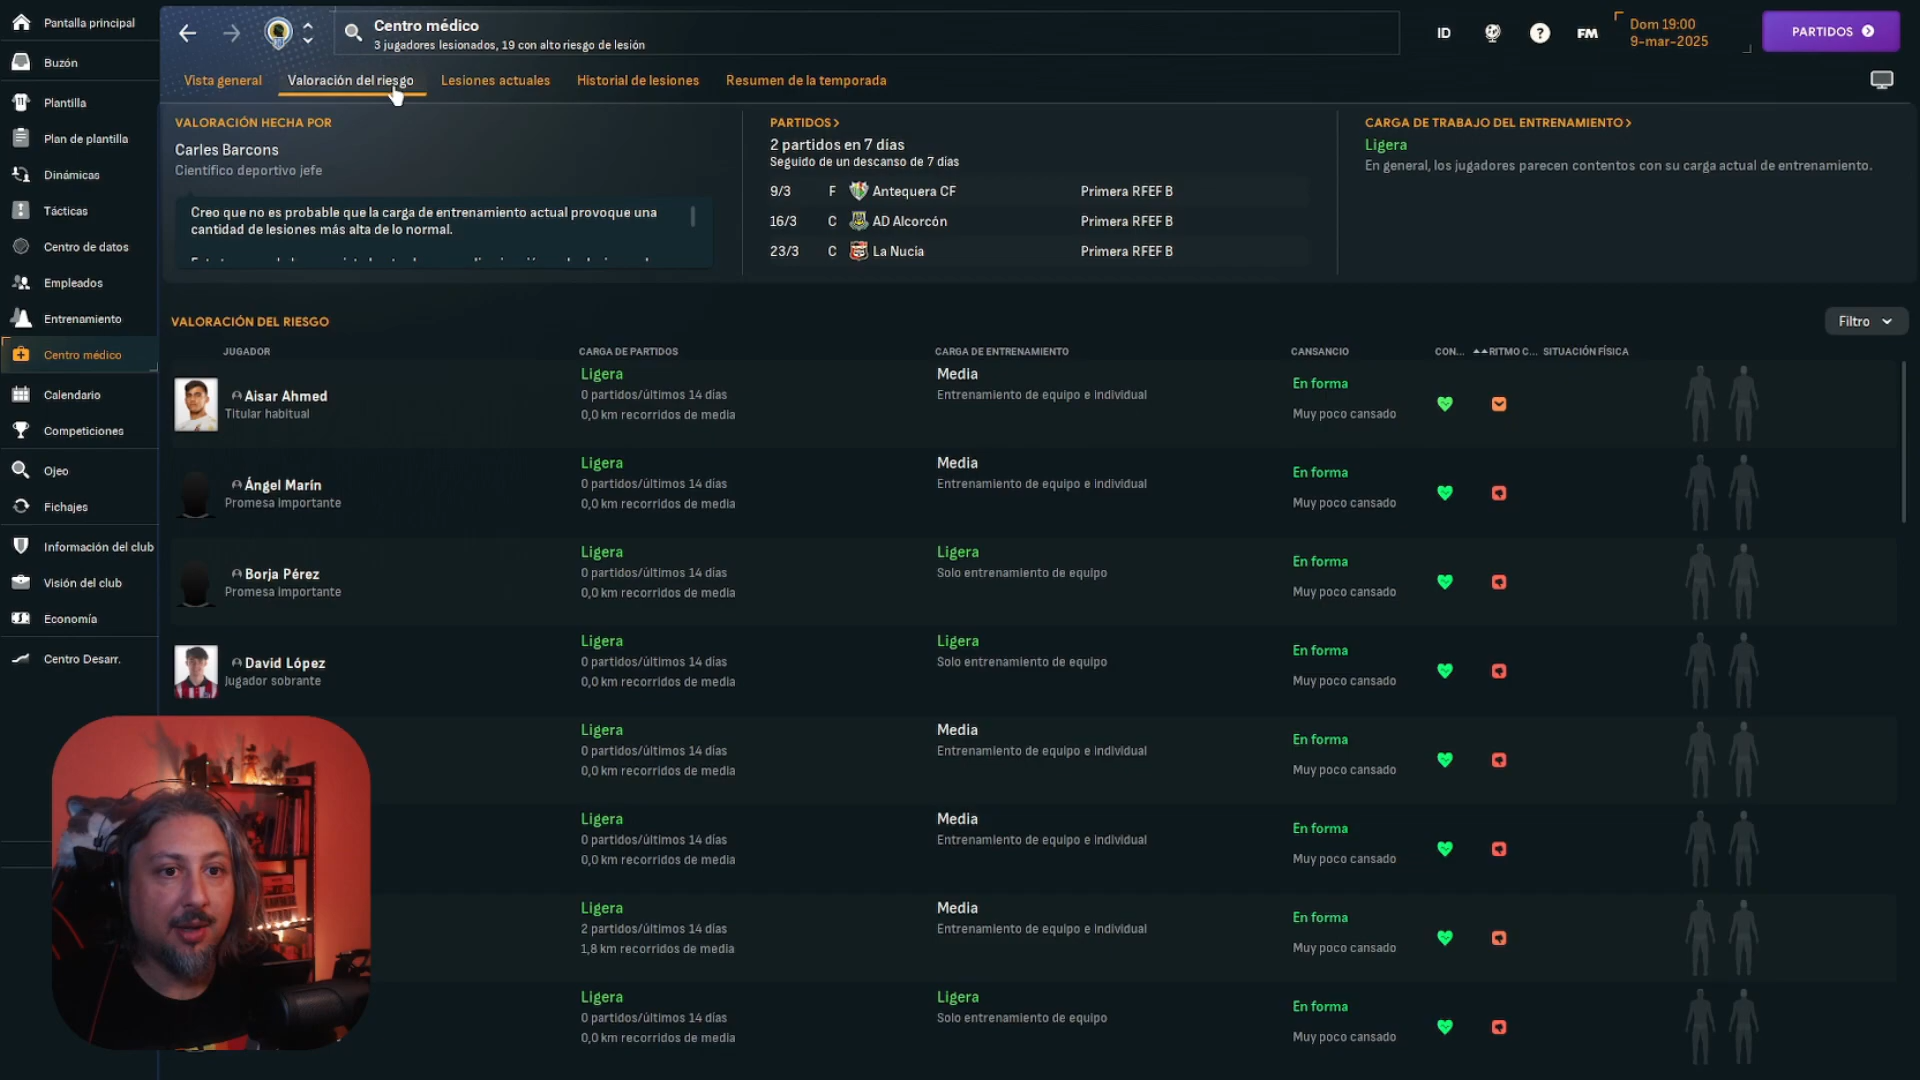 Pantalla principal
Buzón
Plantilla
Plan de plantilla
Dinámicas
Tácticas
Centro de datos
Empleados
Entrenamiento
Centro médico
Calendario
Competiciones
Ojeo
Fichajes
Información del club
Visión del club
Economía
Centro Desarr.
Centro médico
3 jugadores lesionados, 19 con alto riesgo de lesión
ID
FM
Dom 19:00
9-mar-2025
PARTIDOS
Vista general
Valoración del riesgo
Lesiones actuales
Historial de lesiones
Resumen de la temporada
VALORACIÓN HECHA POR
Carles Barcons
Científico deportivo jefe
Creo que no es probable que la carga de entrenamiento actual provoque una
cantidad de lesiones más alta de lo normal.
PARTIDOS >
2 partidos en 7 días
Seguido de un descanso de 7 días
9/3 F Antequera CF Primera RFEF B
16/3 C AD Alcorcón Primera RFEF B
23/3 C La Nucía Primera RFEF B
CARGA DE TRABAJO DEL ENTRENAMIENTO >
Ligera
En general, los jugadores parecen contentos con su carga actual de entrenamiento.
VALORACIÓN DEL RIESGO
Filtro
JUGADOR CARGA DE PARTIDOS CARGA DE ENTRENAMIENTO CANSANCIO CON... RITMO C... SITUACIÓN FÍSICA
Aisar Ahmed
Titular habitual
Ligera
0 partidos/últimos 14 días
0,0 km recorridos de media
Media
Entrenamiento de equipo e individual
En forma
Muy poco cansado
Ángel Marín
Promesa Importante
Ligera
0 partidos/últimos 14 días
0,0 km recorridos de media
Media
Entrenamiento de equipo e individual
En forma
Muy poco cansado
Borja Pérez
Promesa Importante
Ligera
0 partidos/últimos 14 días
0,0 km recorridos de media
Ligera
Solo entrenamiento de equipo
En forma
Muy poco cansado
David López
Jugador sobrante
Ligera
0 partidos/últimos 14 días
0,0 km recorridos de media
Ligera
Solo entrenamiento de equipo
En forma
Muy poco cansado
Ligera
0 partidos/últimos 14 días
0,0 km recorridos de media
Media
Entrenamiento de equipo e individual
En forma
Muy poco cansado
Ligera
0 partidos/últimos 14 días
0,0 km recorridos de media
Media
Entrenamiento de equipo e individual
En forma
Muy poco cansado
Ligera
2 partidos/últimos 14 días
1,8 km recorridos de media
Media
Entrenamiento de equipo e individual
En forma
Muy poco cansado
Ligera
0 partidos/últimos 14 días
0,0 km recorridos de media
Ligera
Solo entrenamiento de equipo
En forma
Muy poco cansado